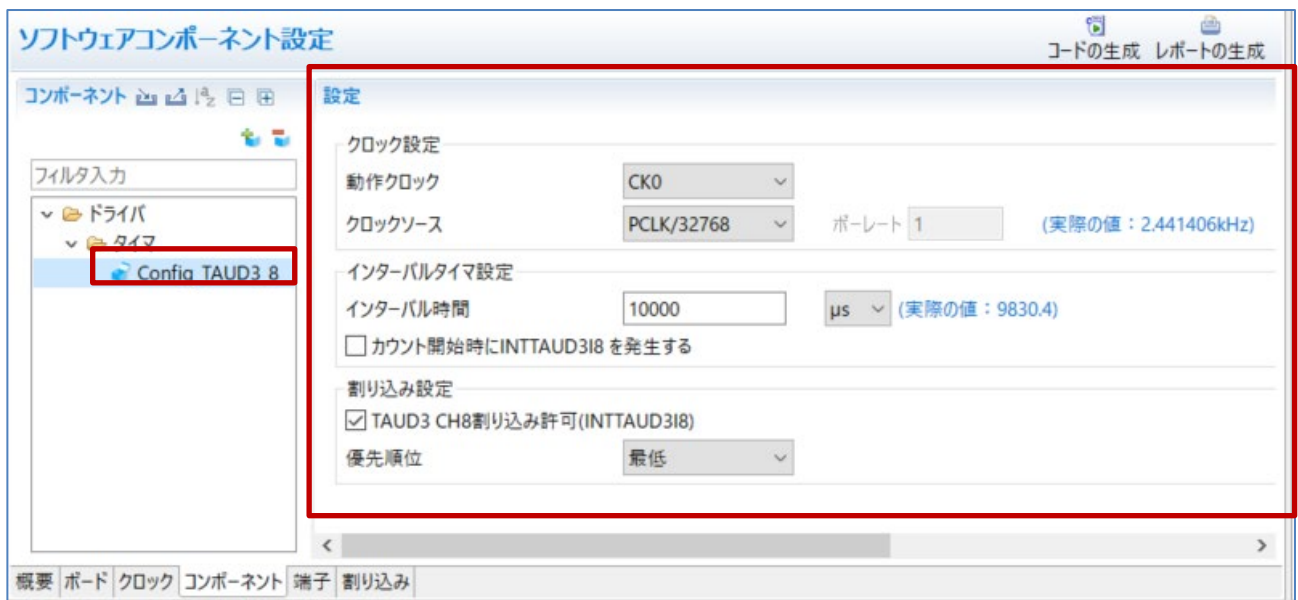 ソフトウェアコンポーネント設定
コードの生成 レポートの生成
コンポーネント
フィルタ入力
ドライバ
タイマ
Config_TAUD3_8
設定
クロック設定
動作クロック CK0
クロックソース PCLK/32768 ボーレート 1 (実際の値：2.441406kHz)
インターバルタイマ設定
インターバル時間 10000 μs (実際の値：9830.4)
カウント開始時にINTTAUD3I8 を発生する
割り込み設定
TAUD3 CH8割り込み許可(INTTAUD3I8)
優先順位 最低
概要 ボード クロック コンポーネント 端子 割り込み